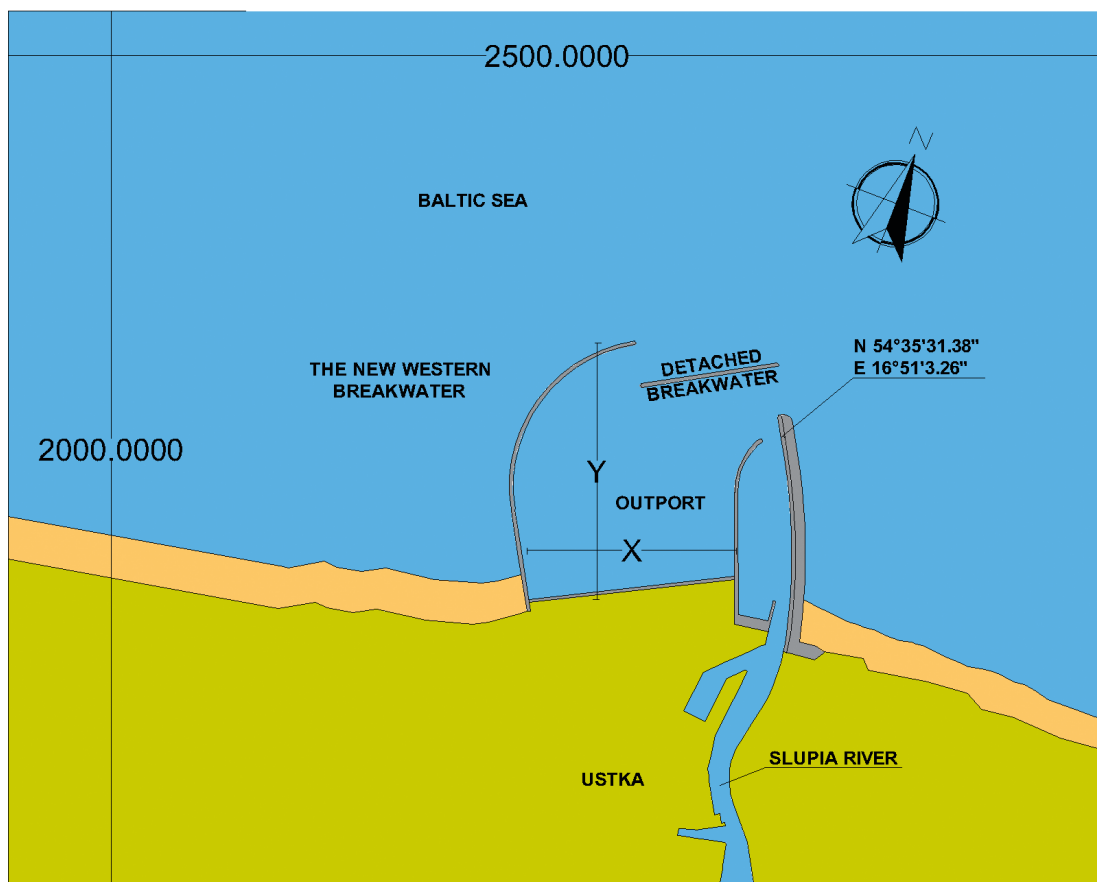 2500.0000
N
BALTIC SEA
N 54°35'31.38"
E 16°51'3.26"
THE NEW WESTERN
BREAKWATER
DETACHED
BREAKWATER
2000.0000
Y
OUTPORT
X
SLUPIA RIVER
USTKA